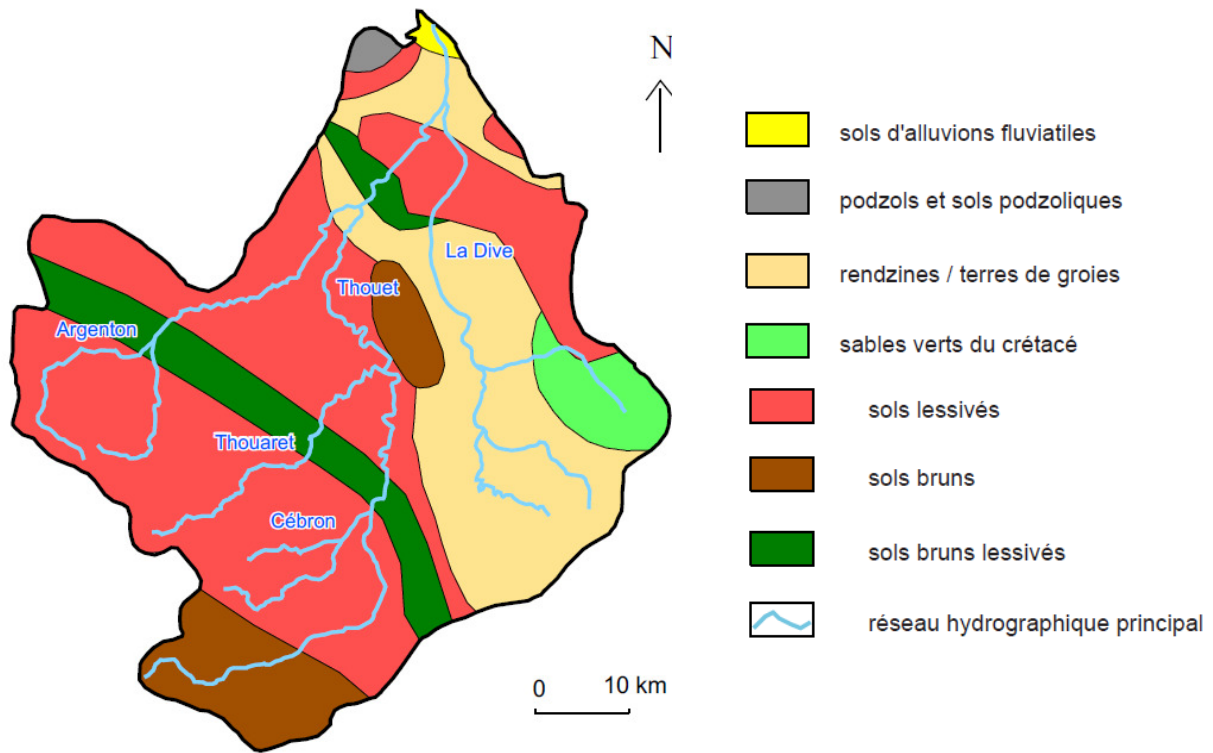 N
La Dive
Thouet
Argenton
Thouaret
Cébron
0 10 km
sols d'alluvions fluviatiles
podzols et sols podzoliques
rendzines / terres de groies
sables verts du crétacé
sols lessivés
sols bruns
sols bruns lessivés
réseau hydrographique principal